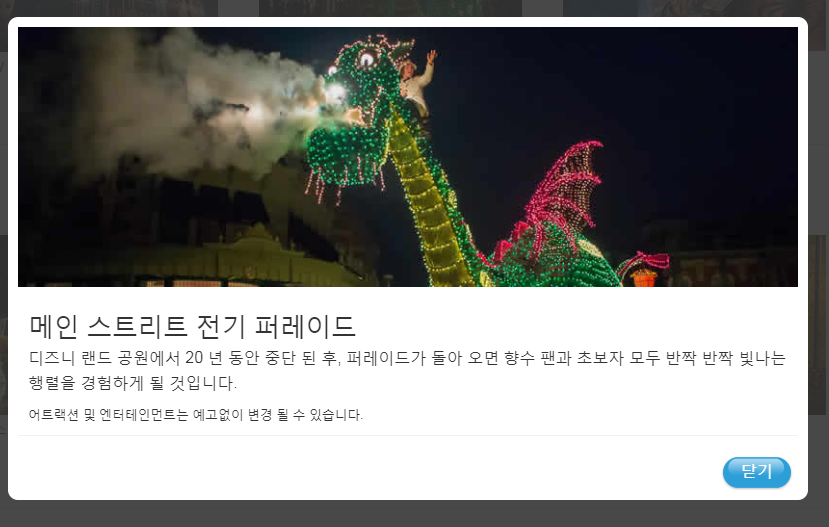 메인 스트리트 전기 퍼레이드
디즈니 랜드 공원에서 20 년 동안 중단 된 후, 퍼레이드가 돌아 오면 향수 팬과 초보자 모두 반짝 반짝 빛나는
행렬을 경험하게 될 것입니다.
어트랙션 및 엔터테인먼트는 예고없이 변경 될 수 있습니다.
닫기